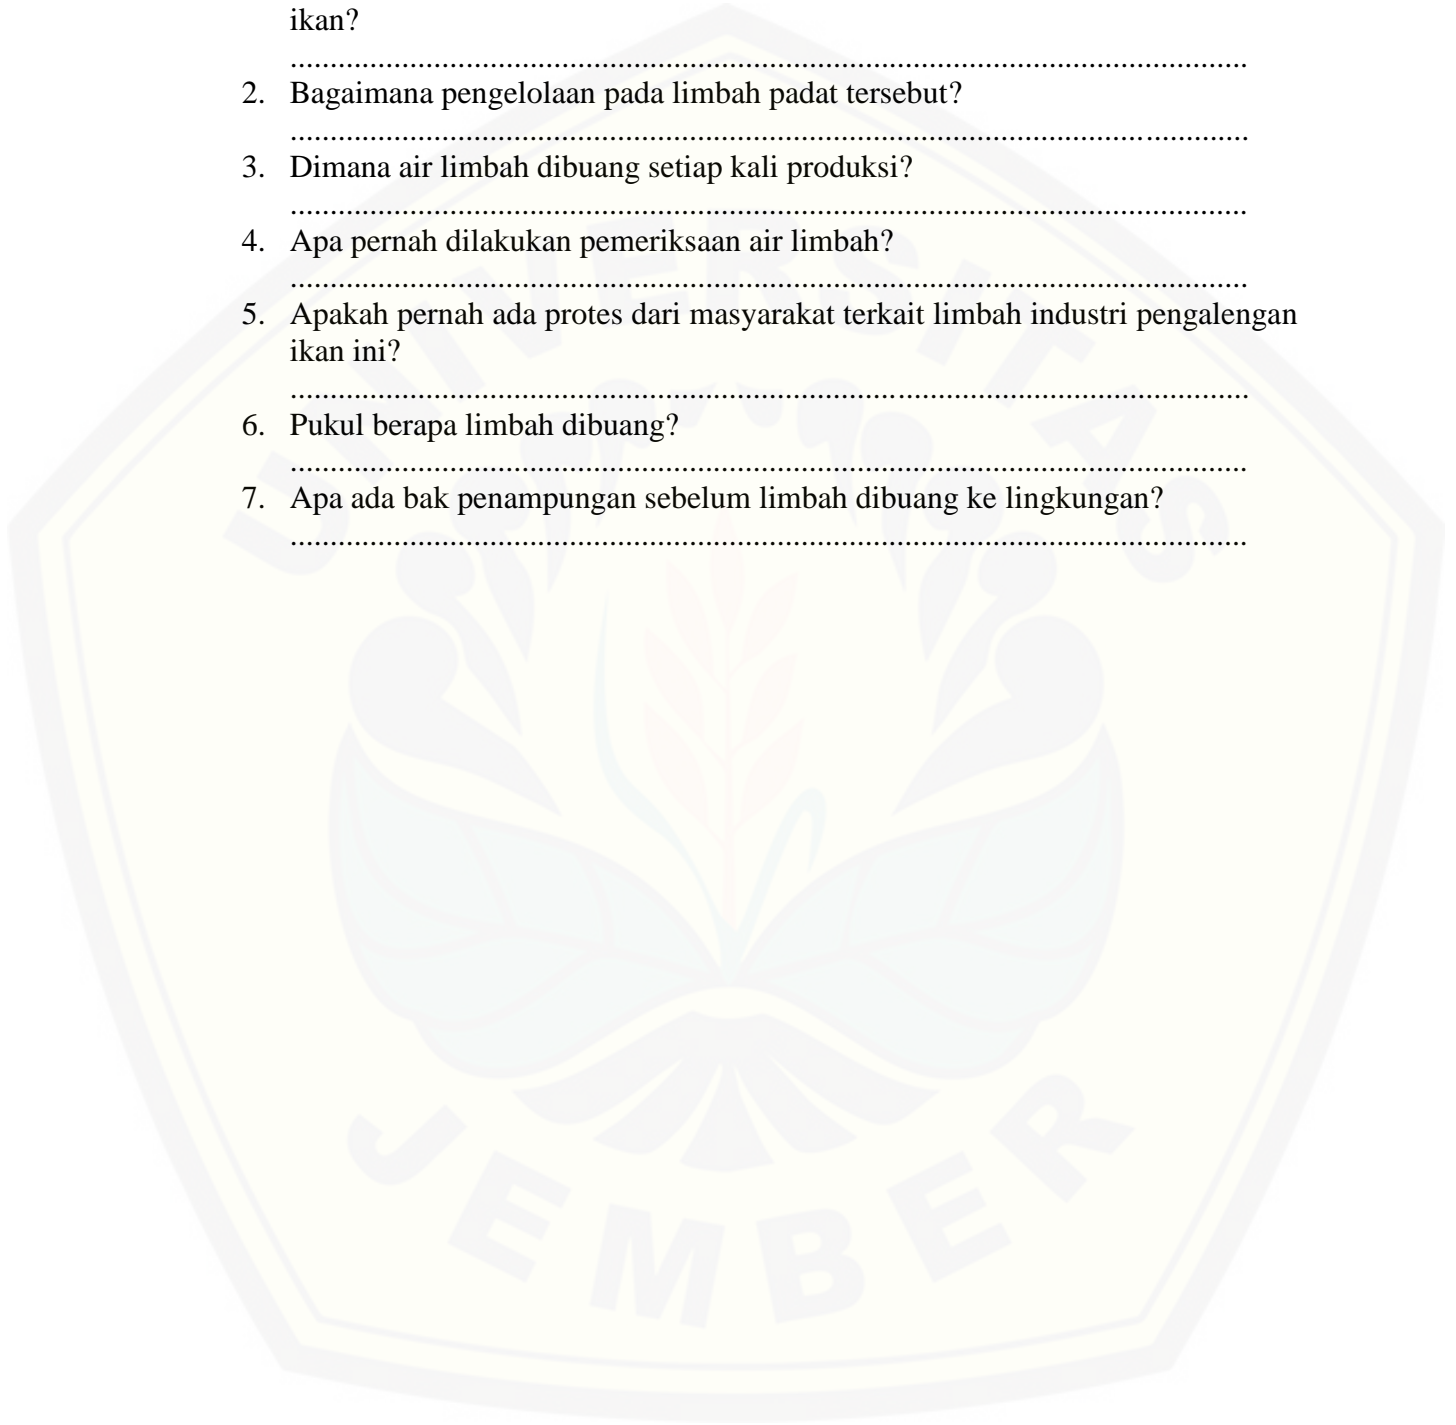 ikan?
..........................................................................................................................
2. Bagaimana pengelolaan pada limbah padat tersebut?
..........................................................................................................................
3. Dimana air limbah dibuang setiap kali produksi?
..........................................................................................................................
4. Apa pernah dilakukan pemeriksaan air limbah?
..........................................................................................................................
5. Apakah pernah ada protes dari masyarakat terkait limbah industri pengalengan
ikan ini?
..........................................................................................................................
6. Pukul berapa limbah dibuang?
..........................................................................................................................
7. Apa ada bak penampungan sebelum limbah dibuang ke lingkungan?
..........................................................................................................................
UNIVERSITAS
JEMBER